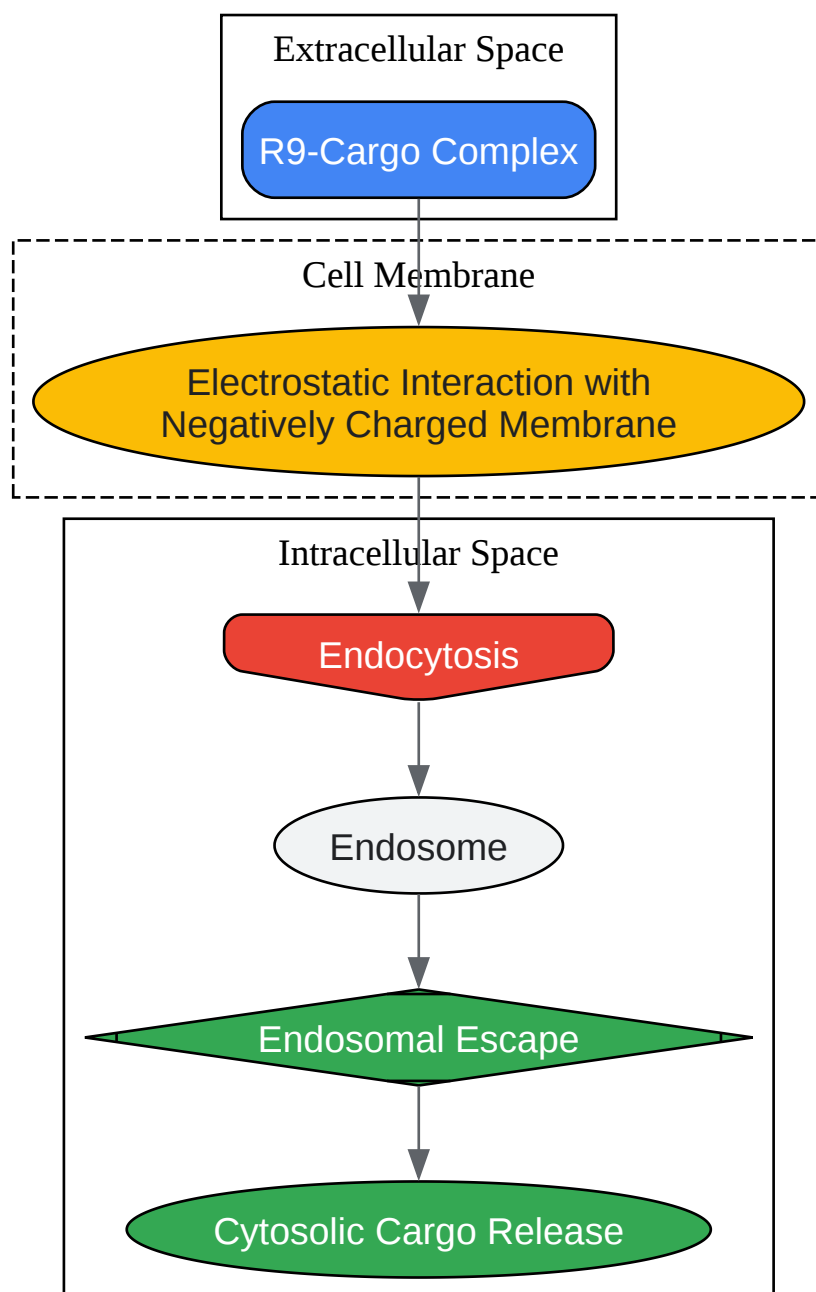 Extracellular Space
R9-Cargo Complex
Cell Membrane
Electrostatic Interaction with
Negatively Charged Membrane
Intracellular Space
Endocytosis
Endosome
Endosomal Escape
Cytosolic Cargo Release